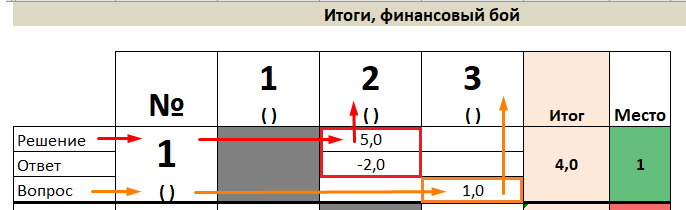 Итоги, финансовый бой
№ 1 2 3 Итог Место
( ) ( ) ( )
Решение 5,0
Ответ 1 -2,0 4,0 1
Вопрос ( ) 1,0